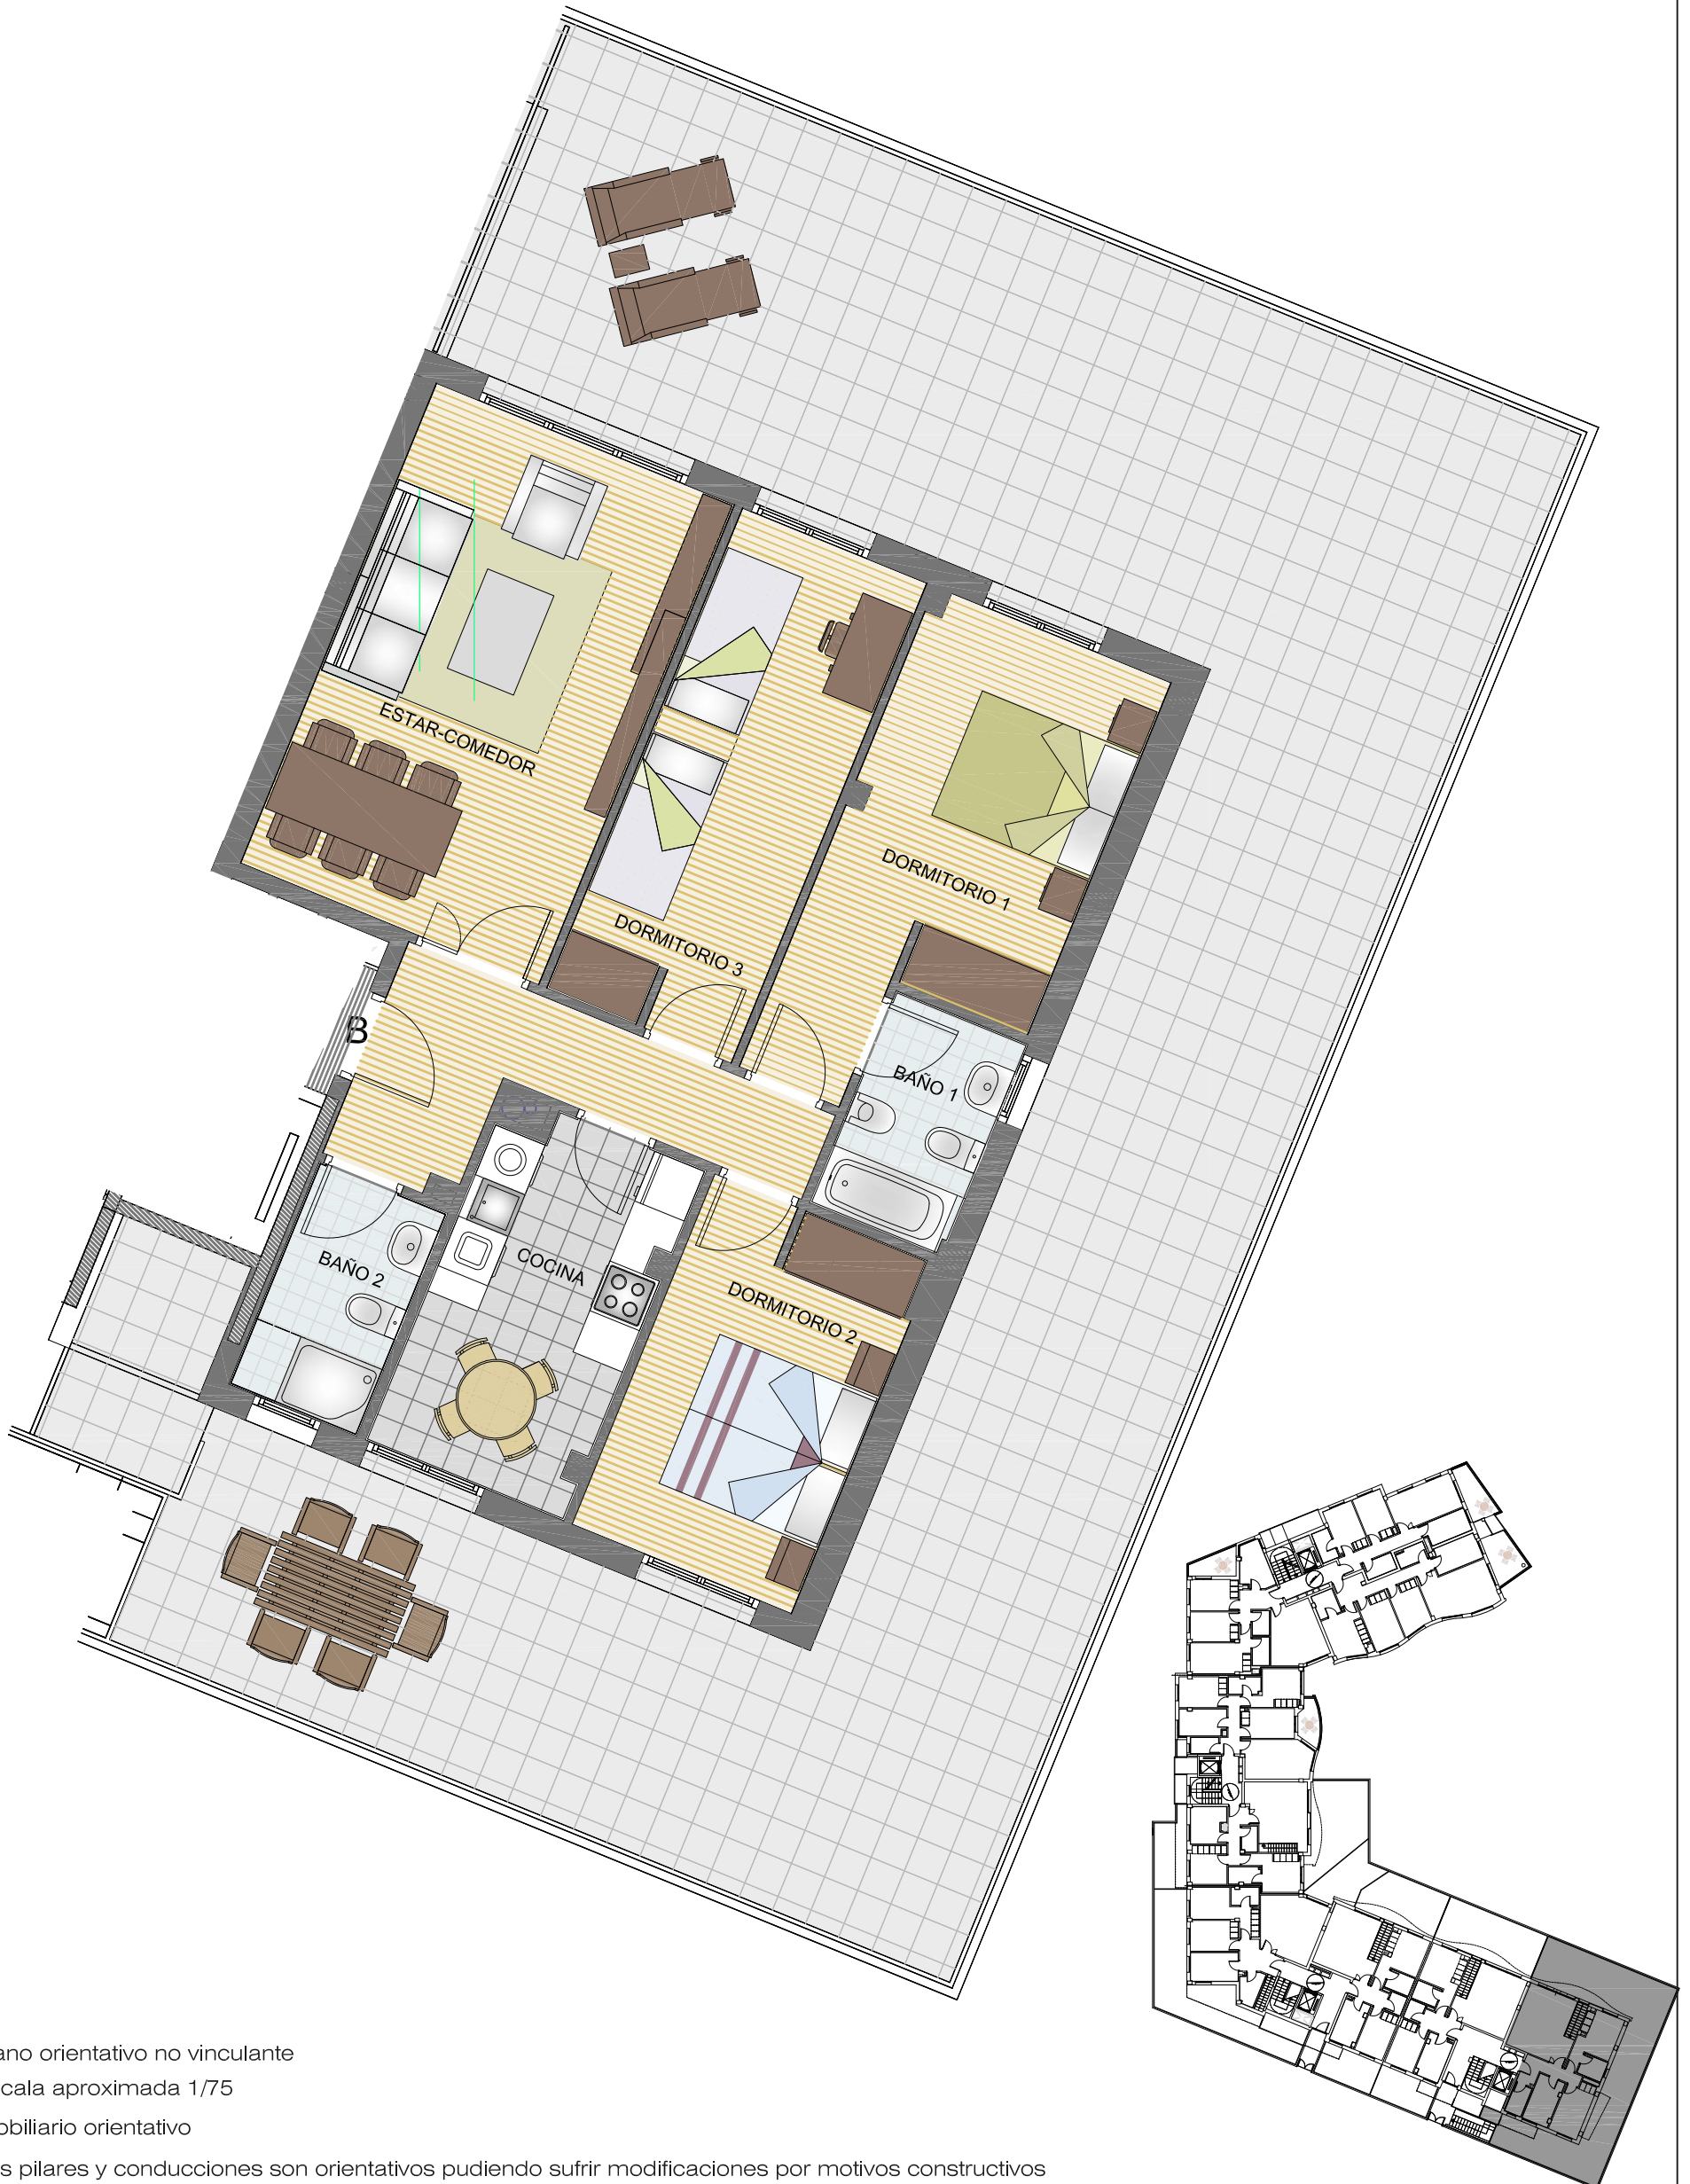 ESTAR-COMEDOR
DORMITORIO 1
DORMITORIO 3
B
BAÑO 1
BAÑO 2
COCINA
DORMITORIO 2
ano orientativo no vinculante
cala aproximada 1/75
obiliario orientativo
s pilares y conducciones son orientativos pudiendo sufrir modificaciones por motivos constructivos